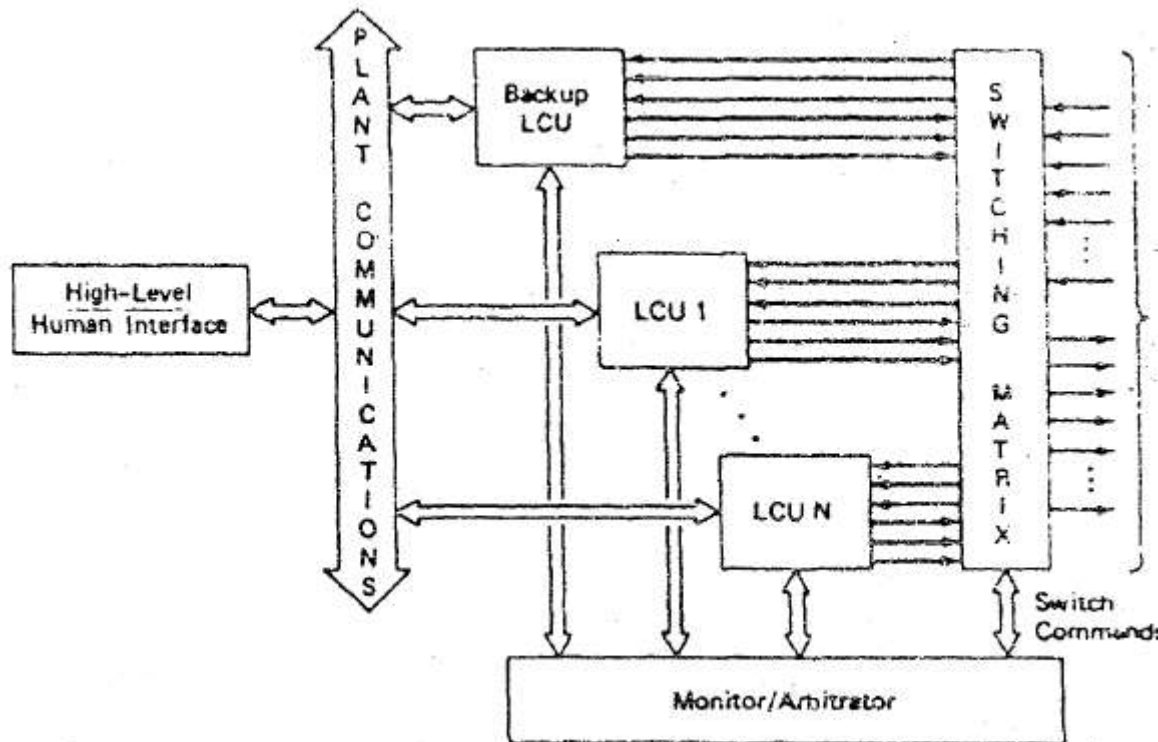 PLANT COMMUNICATIONS
Backup
LCU
SWITCHING MATRIX
High-Level
Human Interface
LCU 1
LCU N
Switch
Commands
Monitor/Arbitrator